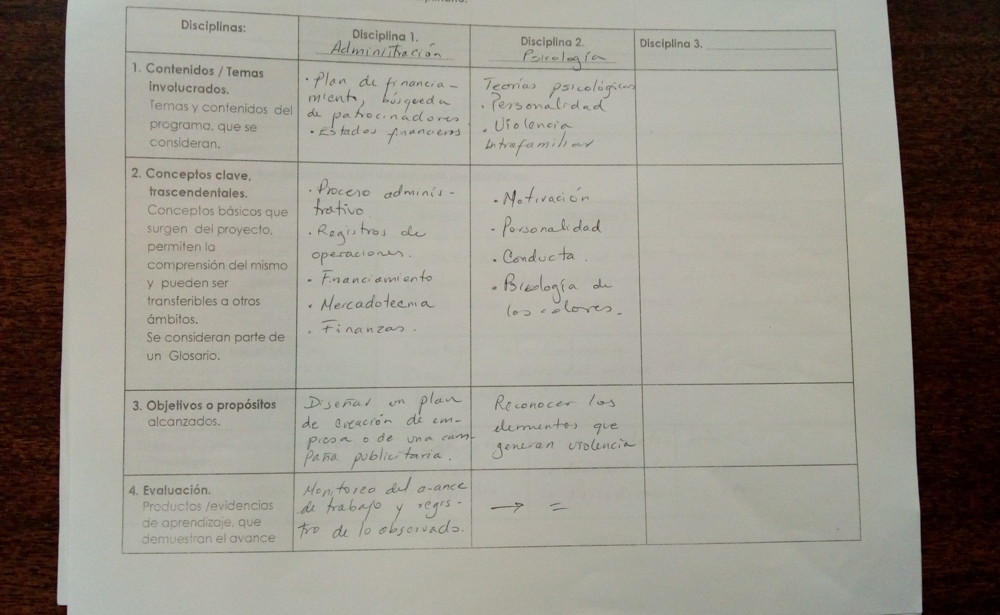 Disciplinas:
Disciplina 1.
Administración
Disciplina 2.
Psicología
Disciplina 3. ____________
1. Contenidos / Temas
involucrados.
Temas y contenidos del
programa, que se
consideran.
• Plan de financia-
miento, búsqueda
de patrocinadores
• Estados financieros
Teorías psicológicas
• Personalidad
• Violencia
intrafamiliar
2. Conceptos clave,
trascendentales.
Conceptos básicos que
surgen del proyecto,
permiten la
comprensión del mismo
y pueden ser
transferibles a otros
ámbitos.
Se consideran parte de
un Glosario.
• Proceso adminis-
trativo.
• Registros de
operaciones.
• Financiamiento
• Mercadotecnia
• Finanzas.
• Motivación
- Personalidad
• Conducta.
• Psicología de
los colores.
3. Objetivos o propósitos
alcanzados.
Diseñar un plan
de creación de em-
presa o de una cam-
paña publicitaria.
Reconocer los
elementos que
generan violencia
4. Evaluación.
Productos /evidencias
de aprendizaje, que
demuestran el avance
Monitoreo del avance
de trabajo y regis-
tro de lo observado.
→ =